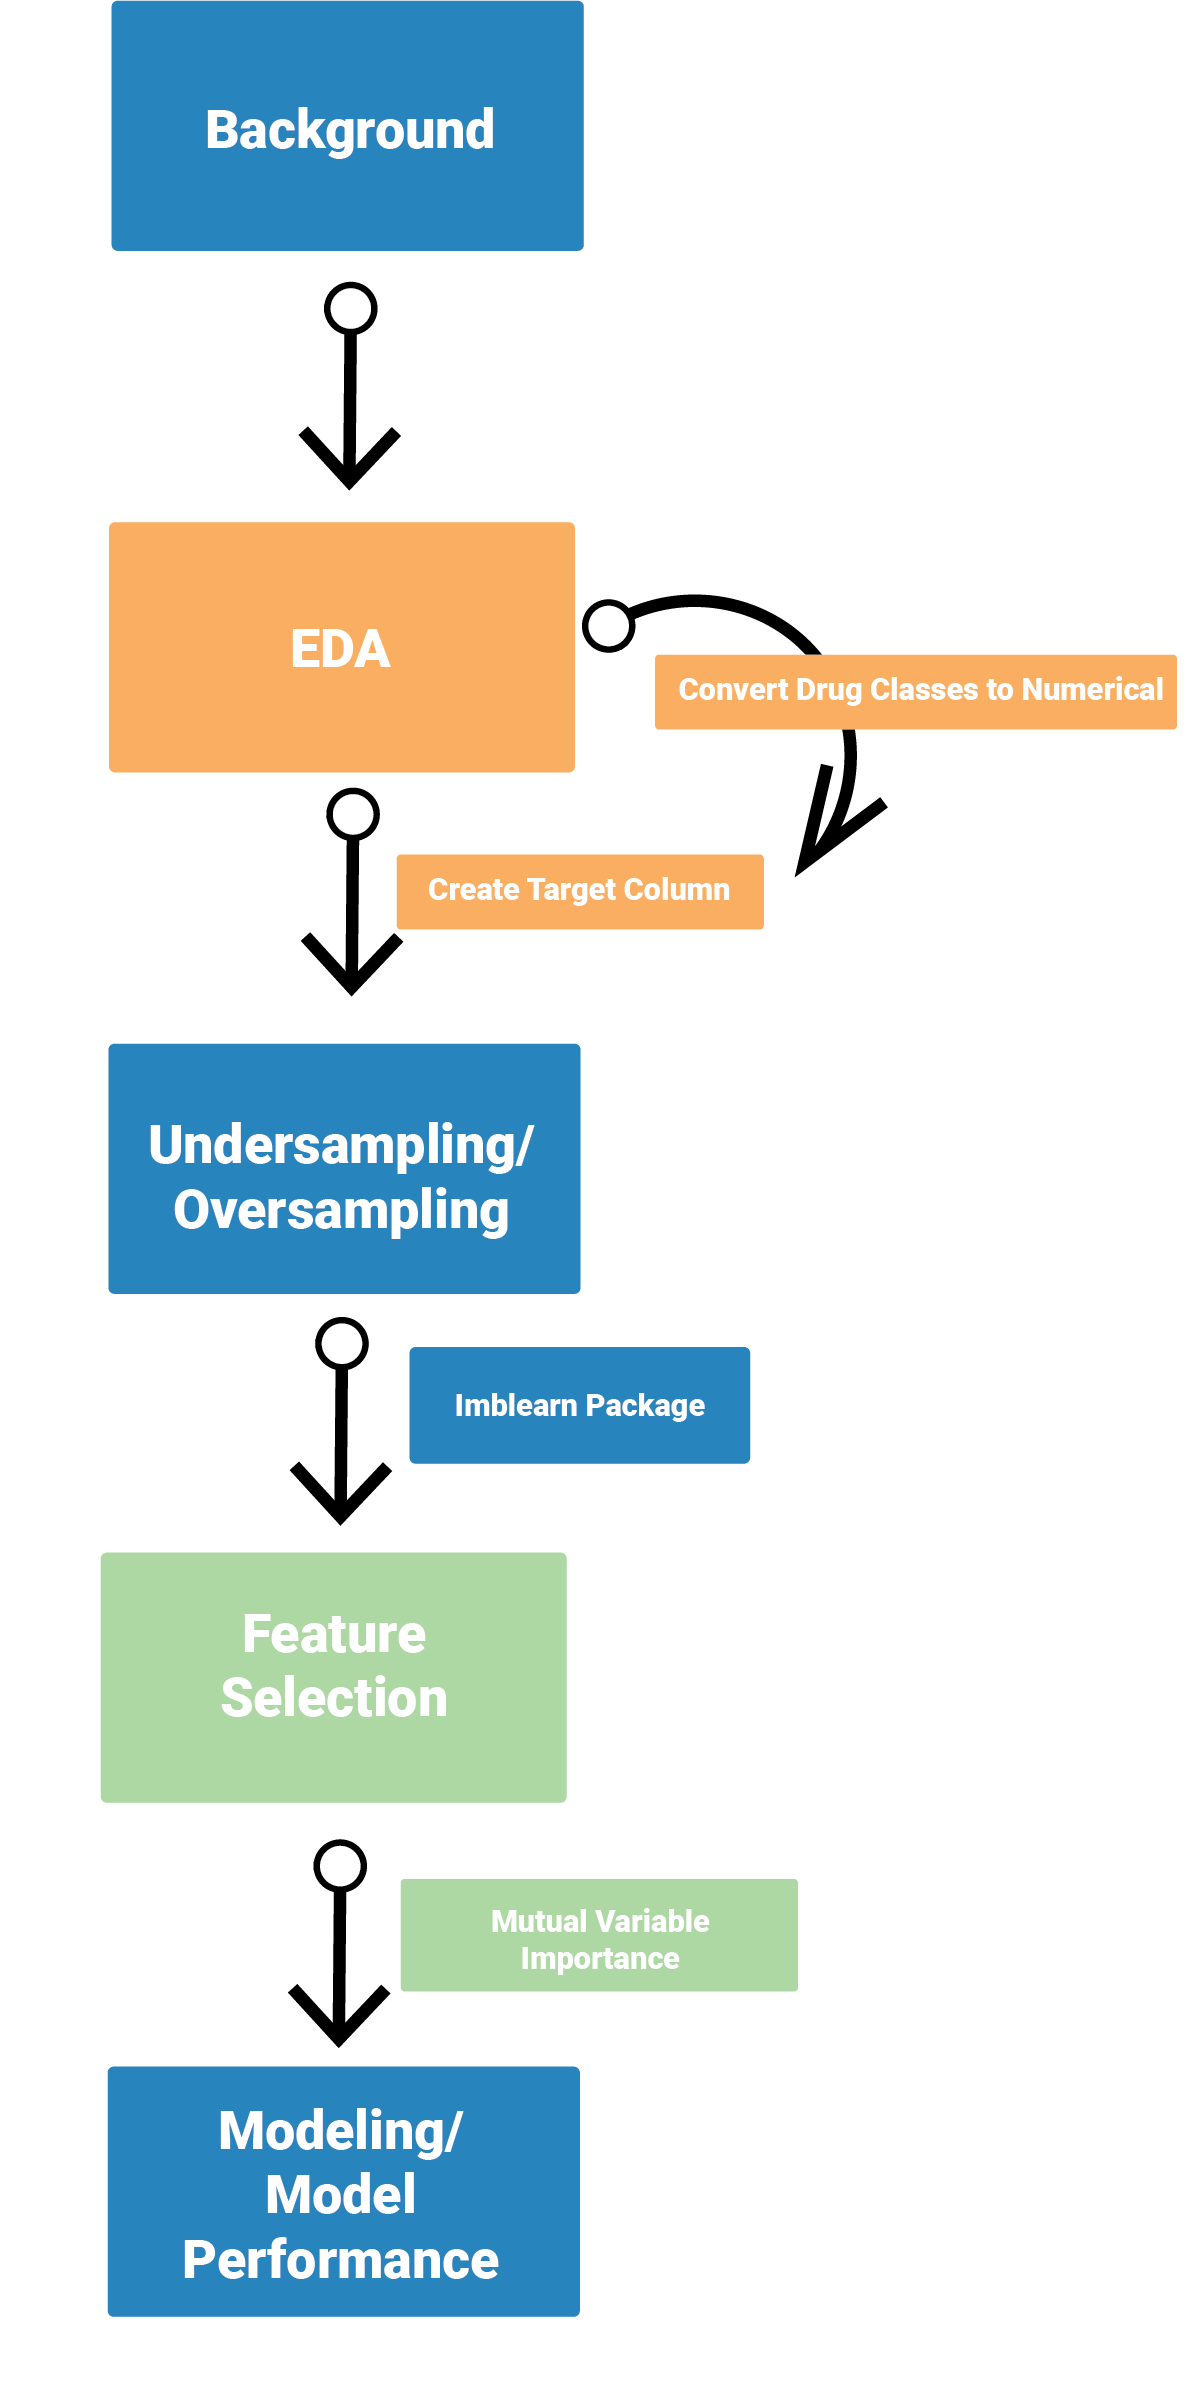 Background
EDA
Convert Drug Classes to Numerical
Create Target Column
Undersampling/
Oversampling
Imblearn Package
Feature
Selection
Mutual Variable
Importance
Modeling/
Model
Performance